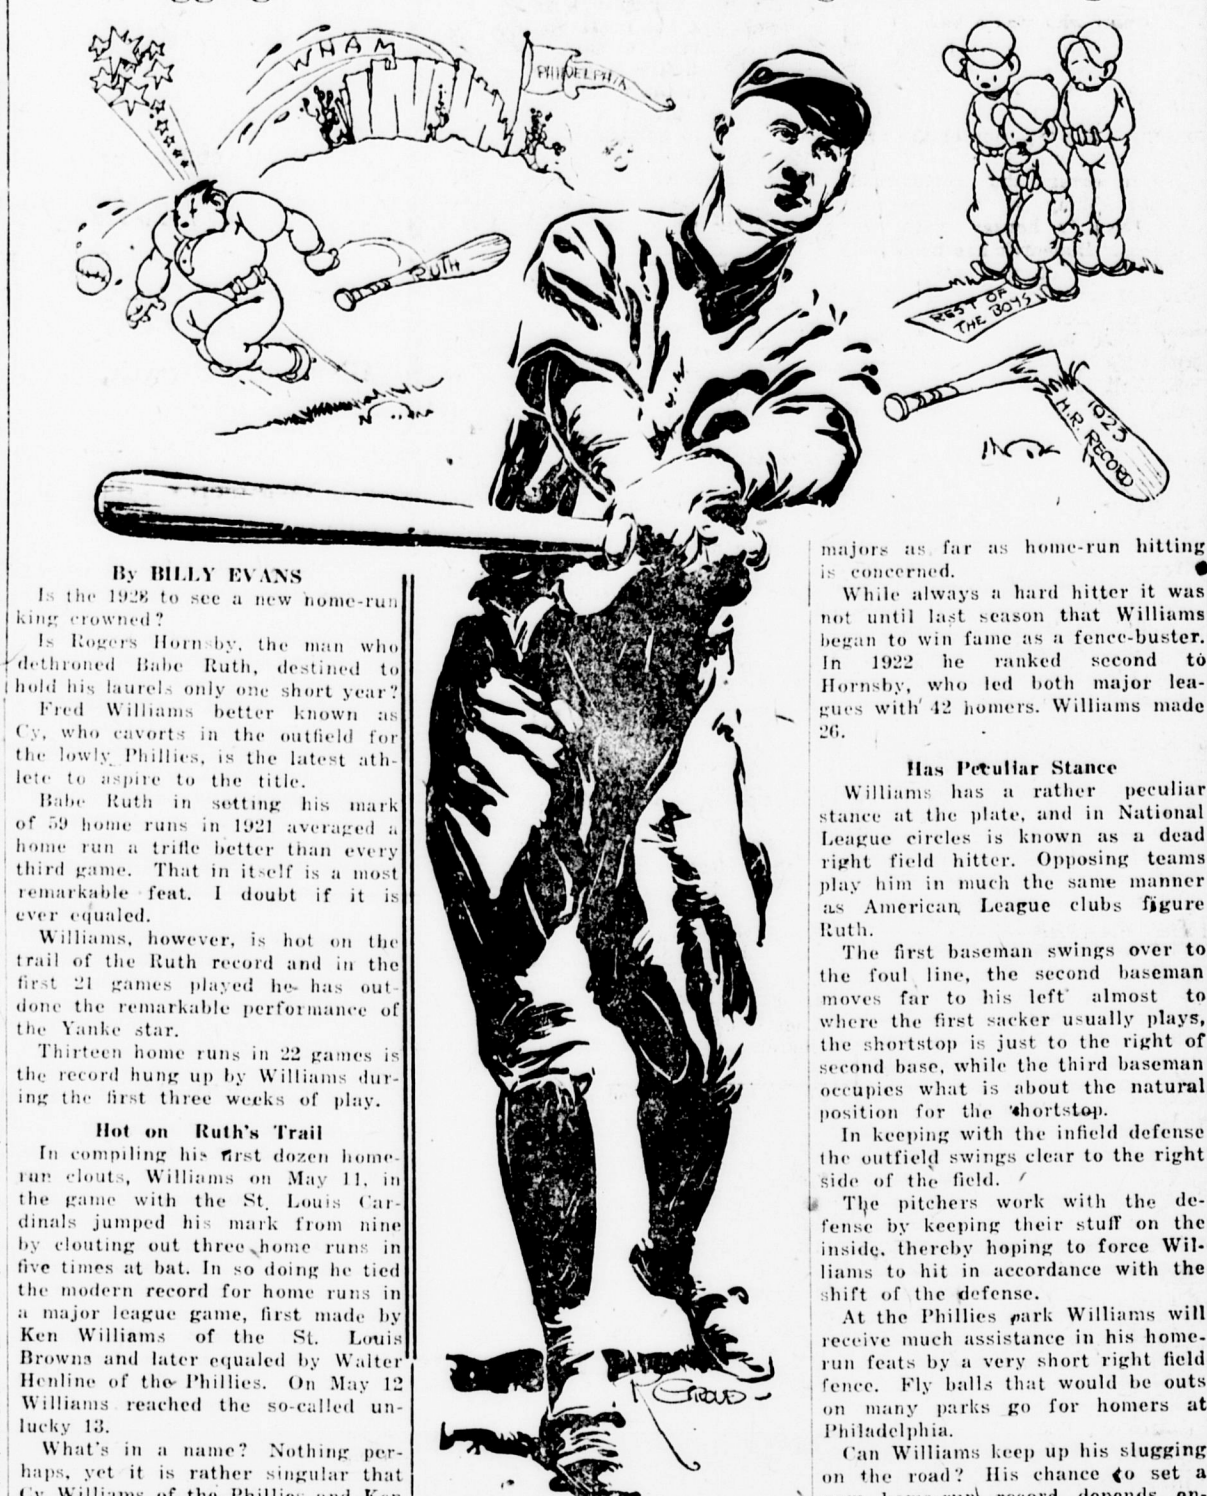 WHAM
PHILDELPHIA
RUTH
REST OF
THE BOYS
1923
H.R. RECORD
By BILLY EVANS
Is the 1923 to see a new home-run
king crowned?
Is Rogers Hornsby, the man who
dethroned Babe Ruth, destined to
hold his laurels only one short year?
Fred Williams better known as
Cy, who cavorts in the outfield for
the lowly Phillies, is the latest ath-
lete to aspire to the title.
Babe Ruth in setting his mark
of 59 home runs in 1921 averaged a
home run a trifle better than every
third game. That in itself is a most
remarkable feat. I doubt if it is
ever equaled.
Williams, however, is hot on the
trail of the Ruth record and in the
first 21 games played he has out-
done the remarkable performance of
the Yanke star.
Thirteen home runs in 22 games is
the record hung up by Williams dur-
ing the first three weeks of play.
Hot on Ruth's Trail
In compiling his first dozen home-
run clouts, Williams on May 11, in
the game with the St. Louis Car-
dinals jumped his mark from nine
by clouting out three home runs in
five times at bat. In so doing he tied
the modern record for home runs in
a major league game, first made by
Ken Williams of the St. Louis
Browns and later equaled by Walter
Henline of the Phillies. On May 12
Williams reached the so-called un-
lucky 13.
What's in a name? Nothing per-
haps, yet it is rather singular that
Cy Williams of the Phillies and Ken
GROUD
majors as far as home-run hitting
is concerned.
While always a hard hitter it was
not until last season that Williams
began to win fame as a fence-buster.
In 1922 he ranked second to
Hornsby, who led both major lea-
gues with 42 homers. Williams made
26.
Has Peculiar Stance
Williams has a rather peculiar
stance at the plate, and in National
League circles is known as a dead
right field hitter. Opposing teams
play him in much the same manner
as American League clubs figure
Ruth.
The first baseman swings over to
the foul line, the second baseman
moves far to his left almost to
where the first sacker usually plays,
the shortstop is just to the right of
second base, while the third baseman
occupies what is about the natural
position for the shortstop.
In keeping with the infield defense
the outfield swings clear to the right
side of the field.
The pitchers work with the de-
fense by keeping their stuff on the
inside, thereby hoping to force Wil-
liams to hit in accordance with the
shift of the defense.
At the Phillies park Williams will
receive much assistance in his home-
run feats by a very short right field
fence. Fly balls that would be outs
on many parks go for homers at
Philadelphia.
Can Williams keep up his slugging
on the road? His chance to set a
home-run record depends en-